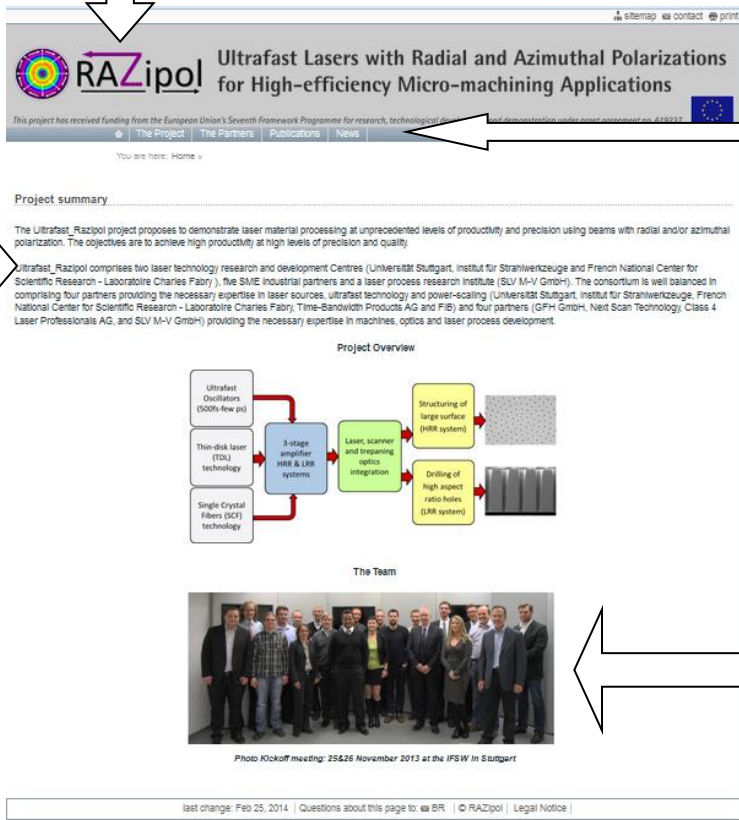 sitemap contact print
RAZipol Ultrafast Lasers with Radial and Azimuthal Polarizations
for High-efficiency Micro-machining Applications
This project has received funding from the European Union's Seventh Framework Programme for research, technological and demonstration under grant agreement no. 619237
The Project | The Partners | Publications | News |
You are here: Home »
Project summary
The Ultrafast_Razipol project proposes to demonstrate laser material processing at unprecedented levels of productivity and precision using beams with radial and/or azimuthal
polarization. The objectives are to achieve high productivity at high levels of precision and quality.
Ultrafast_Razipol comprises two laser technology research and development Centres (Universität Stuttgart, Institut für Strahlwerkzeuge and French National Center for
Scientific Research - Laboratoire Charles Fabry ), five SME industrial partners and a laser process research institute (SLV M-V GmbH). The consortium is well balanced in
comprising four partners providing the necessary expertise in laser sources, ultrafast technology and power-scaling (Universität Stuttgart, Institut für Strahlwerkzeuge, French
National Center for Scientific Research - Laboratoire Charles Fabry, Time-Bandwidth Products AG and FIB) and four partners (GFH GmbH, Next Scan Technology, Class 4
Laser Professionals AG, and SLV M-V GmbH) providing the necessary expertise in machines, optics and laser process development.
Project Overview
Ultrafast
Oscillators
(500fs-few ps)
Thin-disk laser
(TDL)
technology
Single Crystal
Fibers (SCF)
technology
3-stage
amplifier
HRR & LRR
systems
Laser, scanner
and trepaning
optics
integration
Structuring of
large surface
(HRR system)
Drilling of
high aspect
ratio holes
(LRR system)
The Team
Photo Kickoff meeting: 25&26 November 2013 at the IFSW in Stuttgart
last change: Feb 25, 2014 | Questions about this page to: BR | © RAZipol | Legal Notice |